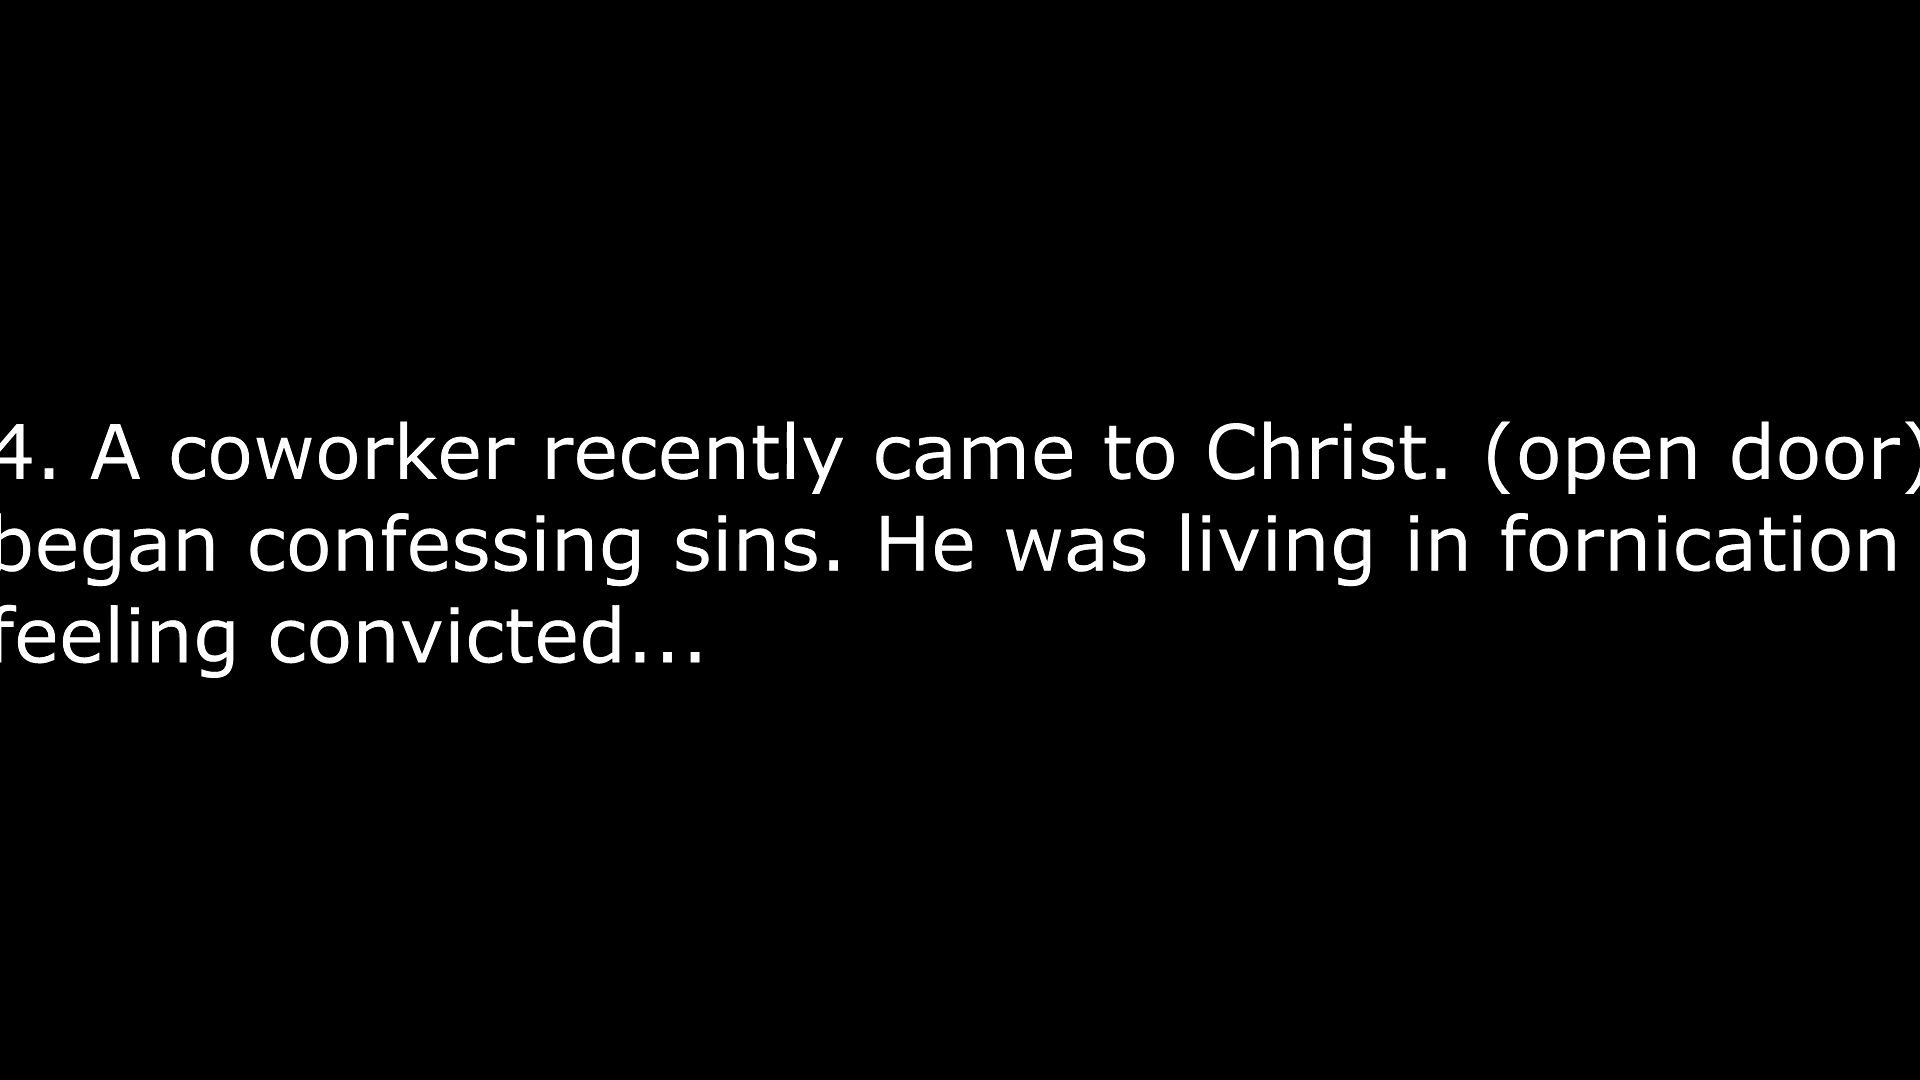 4. A coworker recently came to Christ. (open door)
began confessing sins. He was living in fornication
feeling convicted...